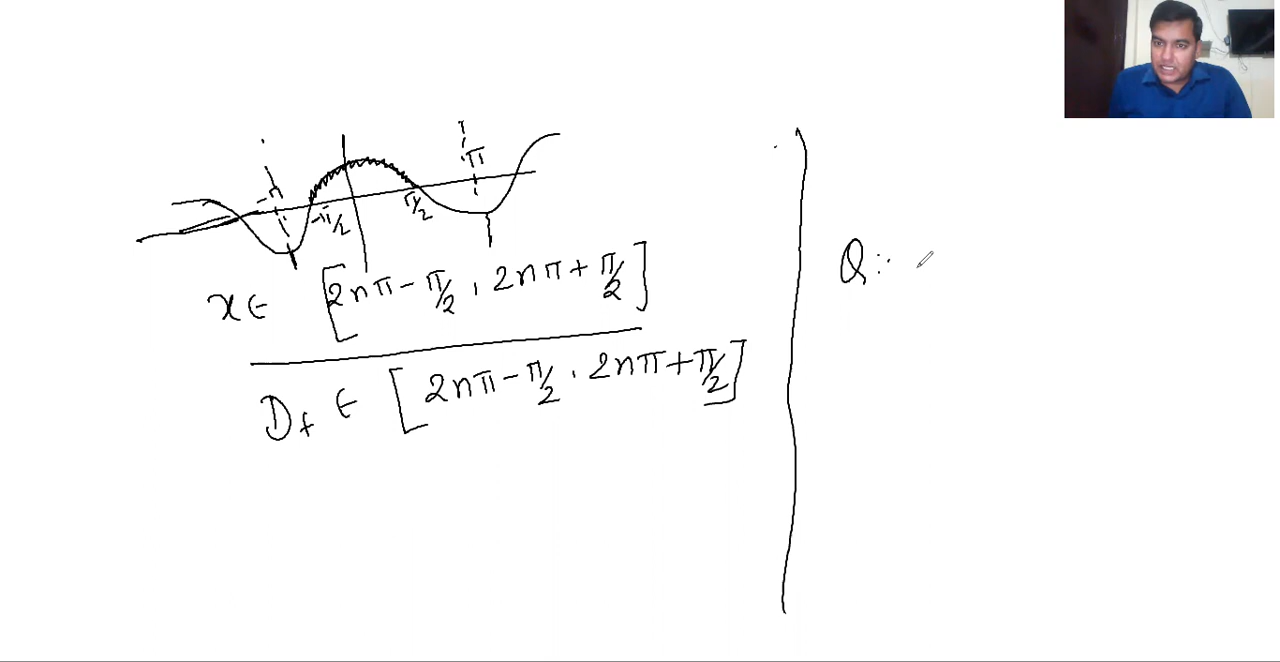 -π -π/2 π/2 π
x ∈ [2nπ - π/2 , 2nπ + π/2]
D_f ∈ [2nπ - π/2 , 2nπ + π/2]
Q :-